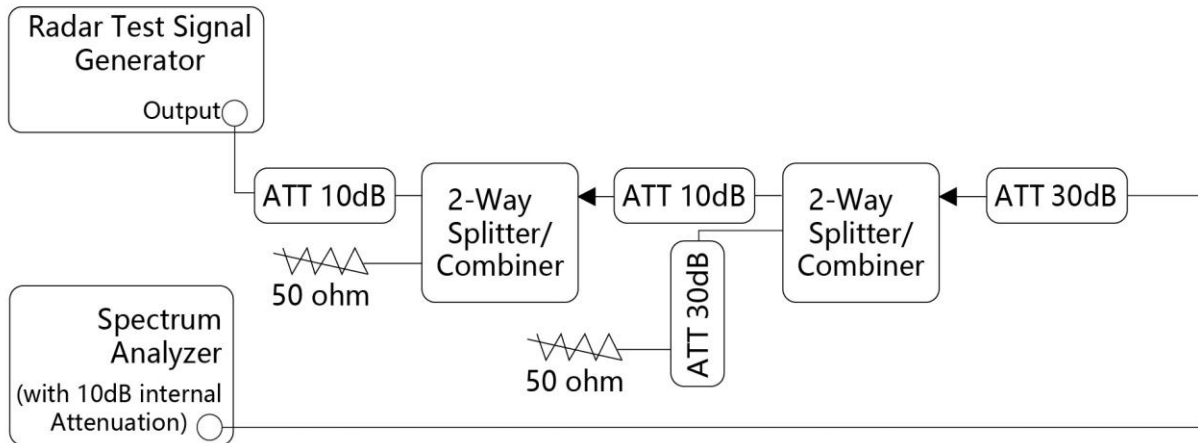 Radar Test Signal
Generator
Output
ATT 10dB
2-Way
Splitter/
Combiner
ATT 10dB
2-Way
Splitter/
Combiner
ATT 30dB
50 ohm
ATT 30dB
50 ohm
Spectrum
Analyzer
(with 10dB internal
Attenuation)